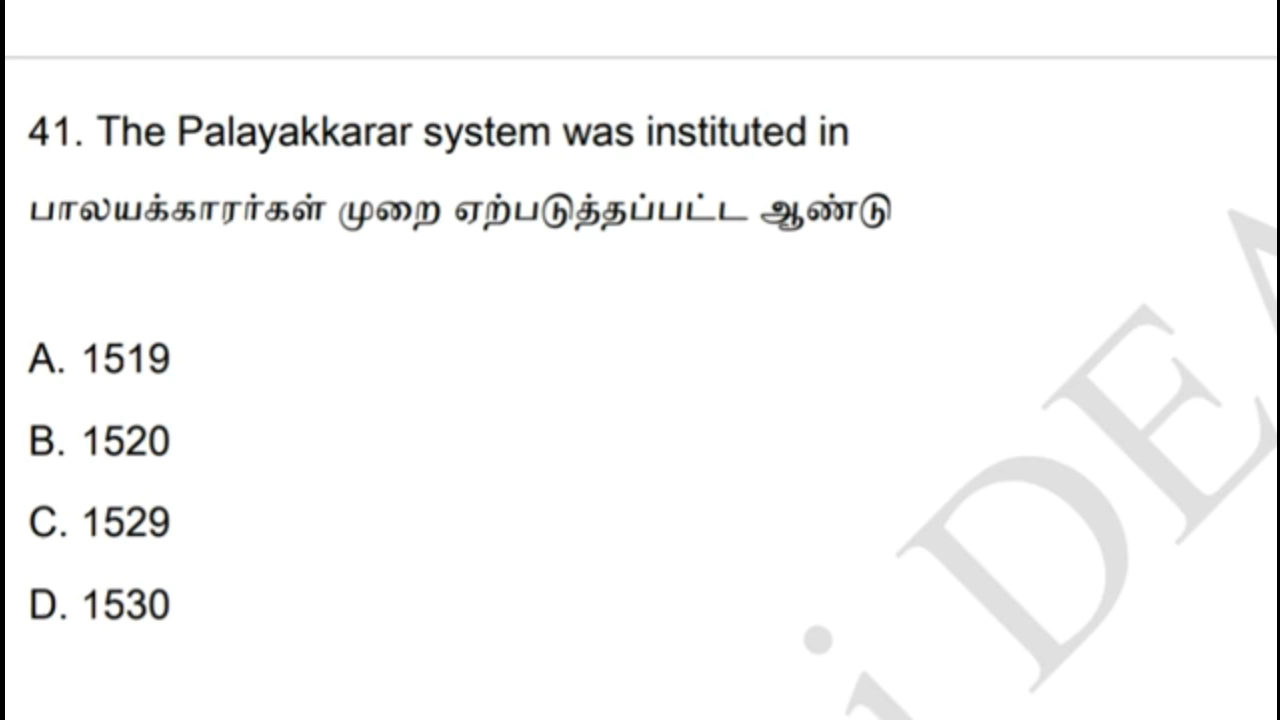 41. The Palayakkarar system was instituted in
பாலயக்காரர்கள் முறை ஏற்படுத்தப்பட்ட ஆண்டு
A. 1519
B. 1520
C. 1529
D. 1530